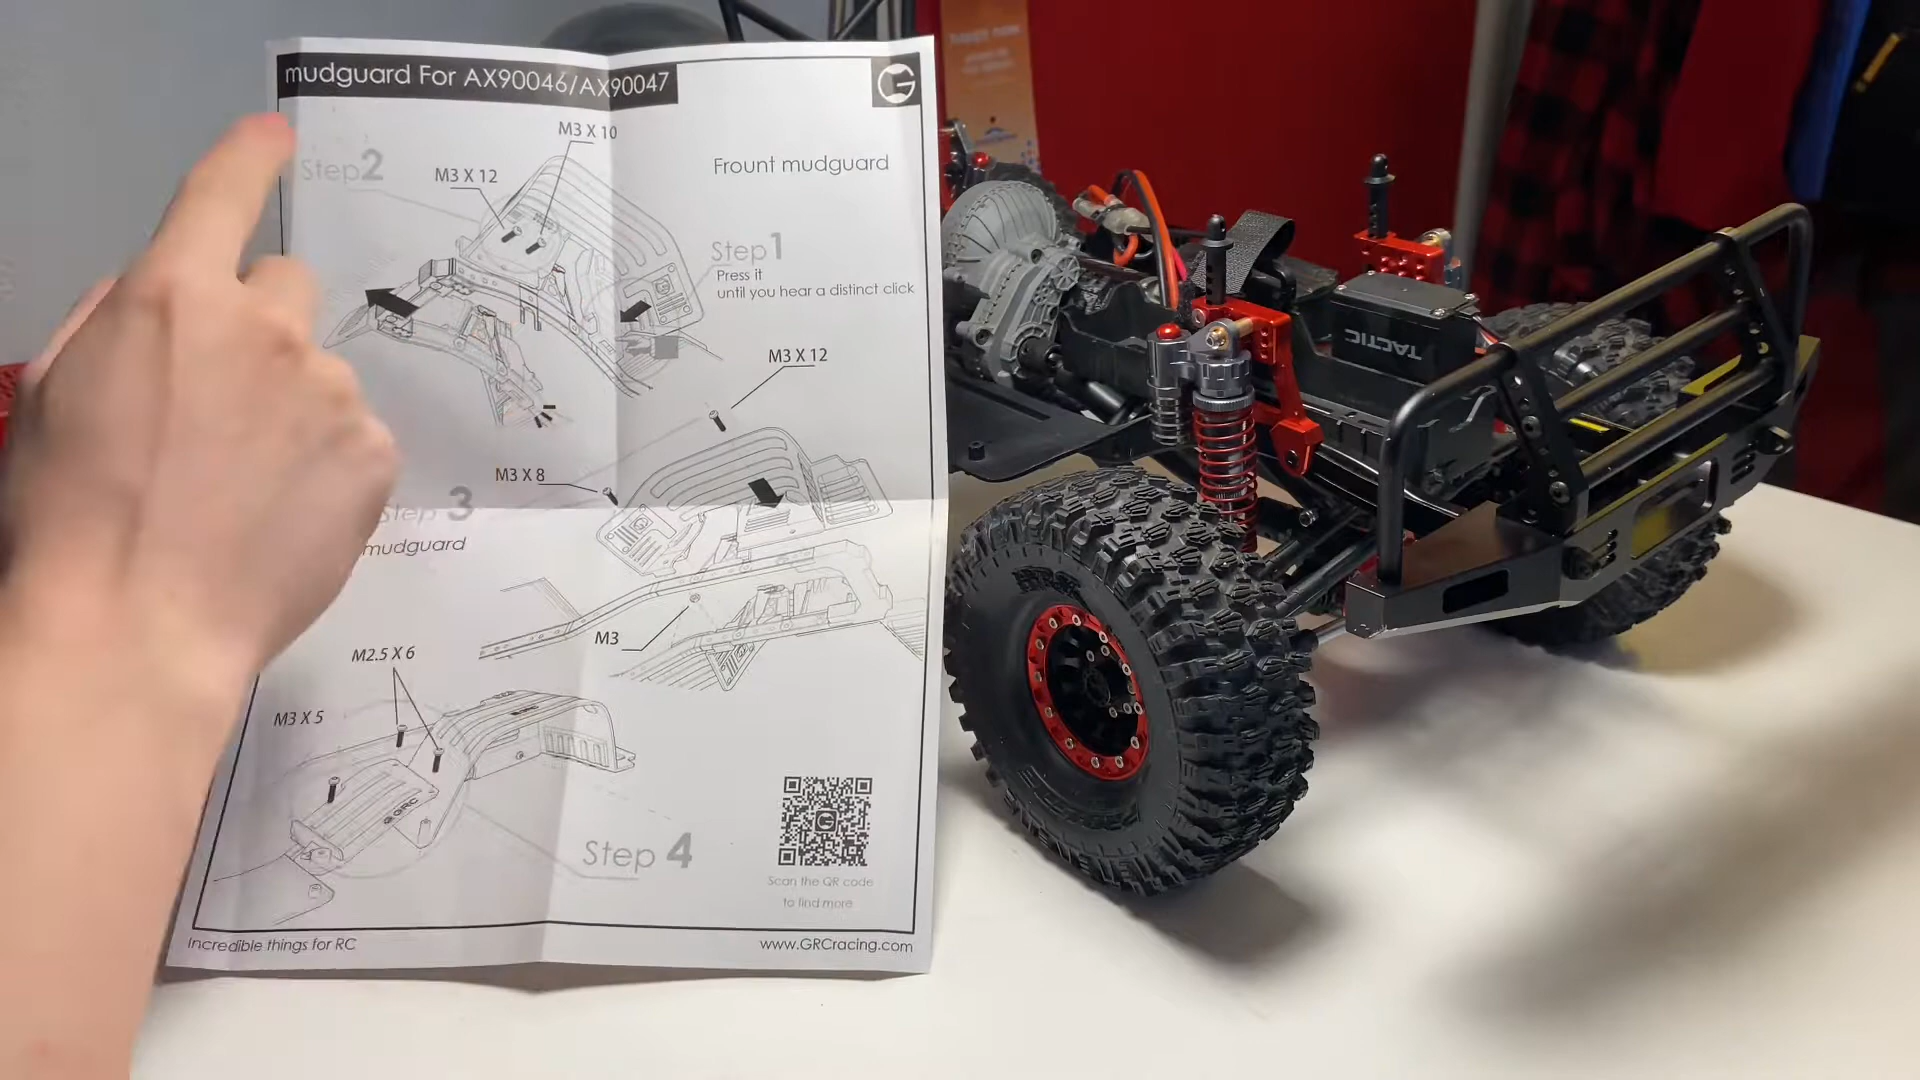 mudguard For AX90046/AX90047
G
M3 X 10
Step2
M3 X 12
Frount mudguard
Step1
Press it
until you hear a distinct click
M3 X 12
M3 X 8
Step 3
mudguard
M3
M2.5 X 6
M3 X 5
GRC
Step 4
Scan the QR code
to find more
Incredible things for RC
www.GRCracing.com
TACTIC